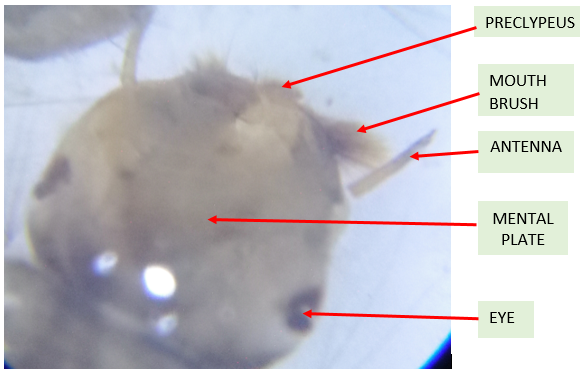 PRECLYPEUS
MOUTH
BRUSH
ANTENNA
MENTAL
PLATE
EYE